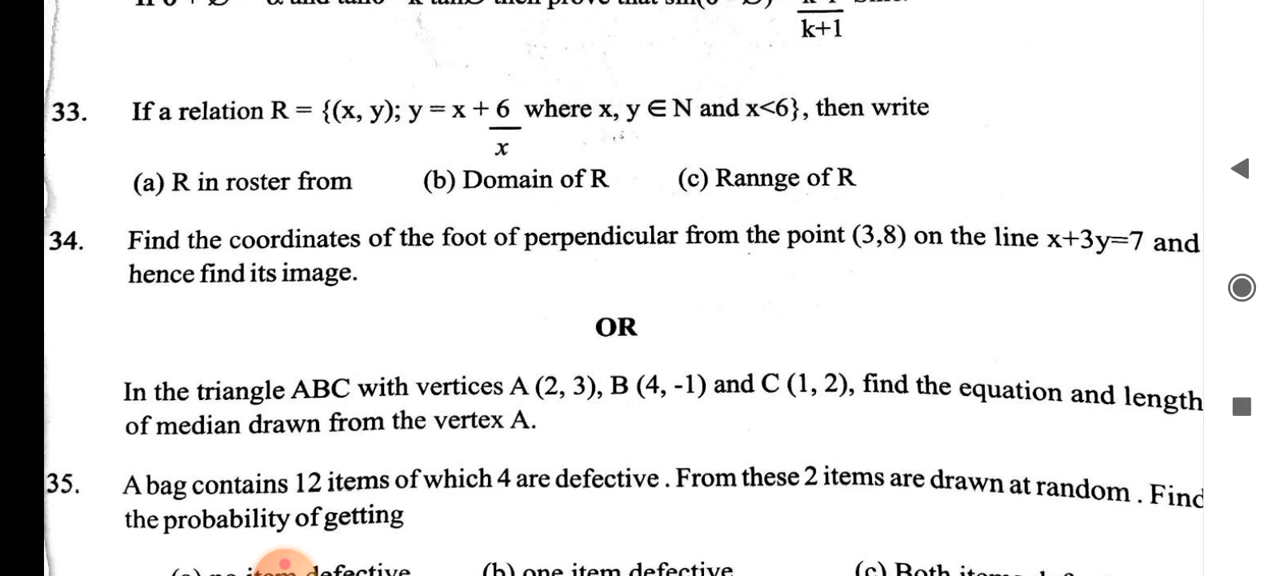 k+1
33. If a relation R = {(x, y); y = x + 6 where x, y ∈ N and x<6}, then write
x
(a) R in roster from (b) Domain of R (c) Rannge of R
34. Find the coordinates of the foot of perpendicular from the point (3,8) on the line x+3y=7 and
hence find its image.
OR
In the triangle ABC with vertices A (2, 3), B (4, -1) and C (1, 2), find the equation and length
of median drawn from the vertex A.
35. A bag contains 12 items of which 4 are defective . From these 2 items are drawn at random . Find
the probability of getting
defective (b) one item defective (c) Both